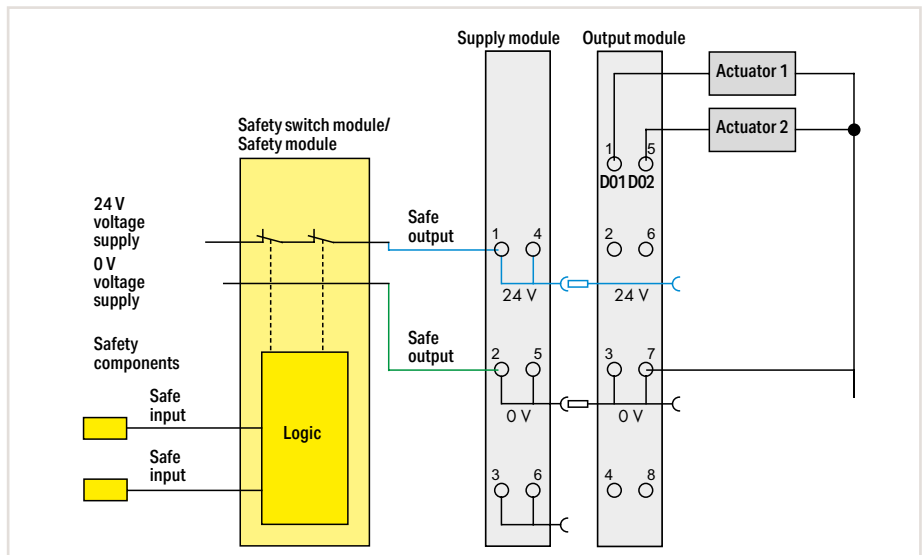 Supply module
Output module
Actuator 1
Actuator 2
Safety switch module/
Safety module
1
5
D01 D02
24 V
voltage
supply
Safe
output
1
4
2
6
0 V
voltage
supply
24 V
24 V
Safety
components
Safe
output
2
5
3
7
Safe
input
0 V
0 V
Logic
Safe
input
3
6
4
8